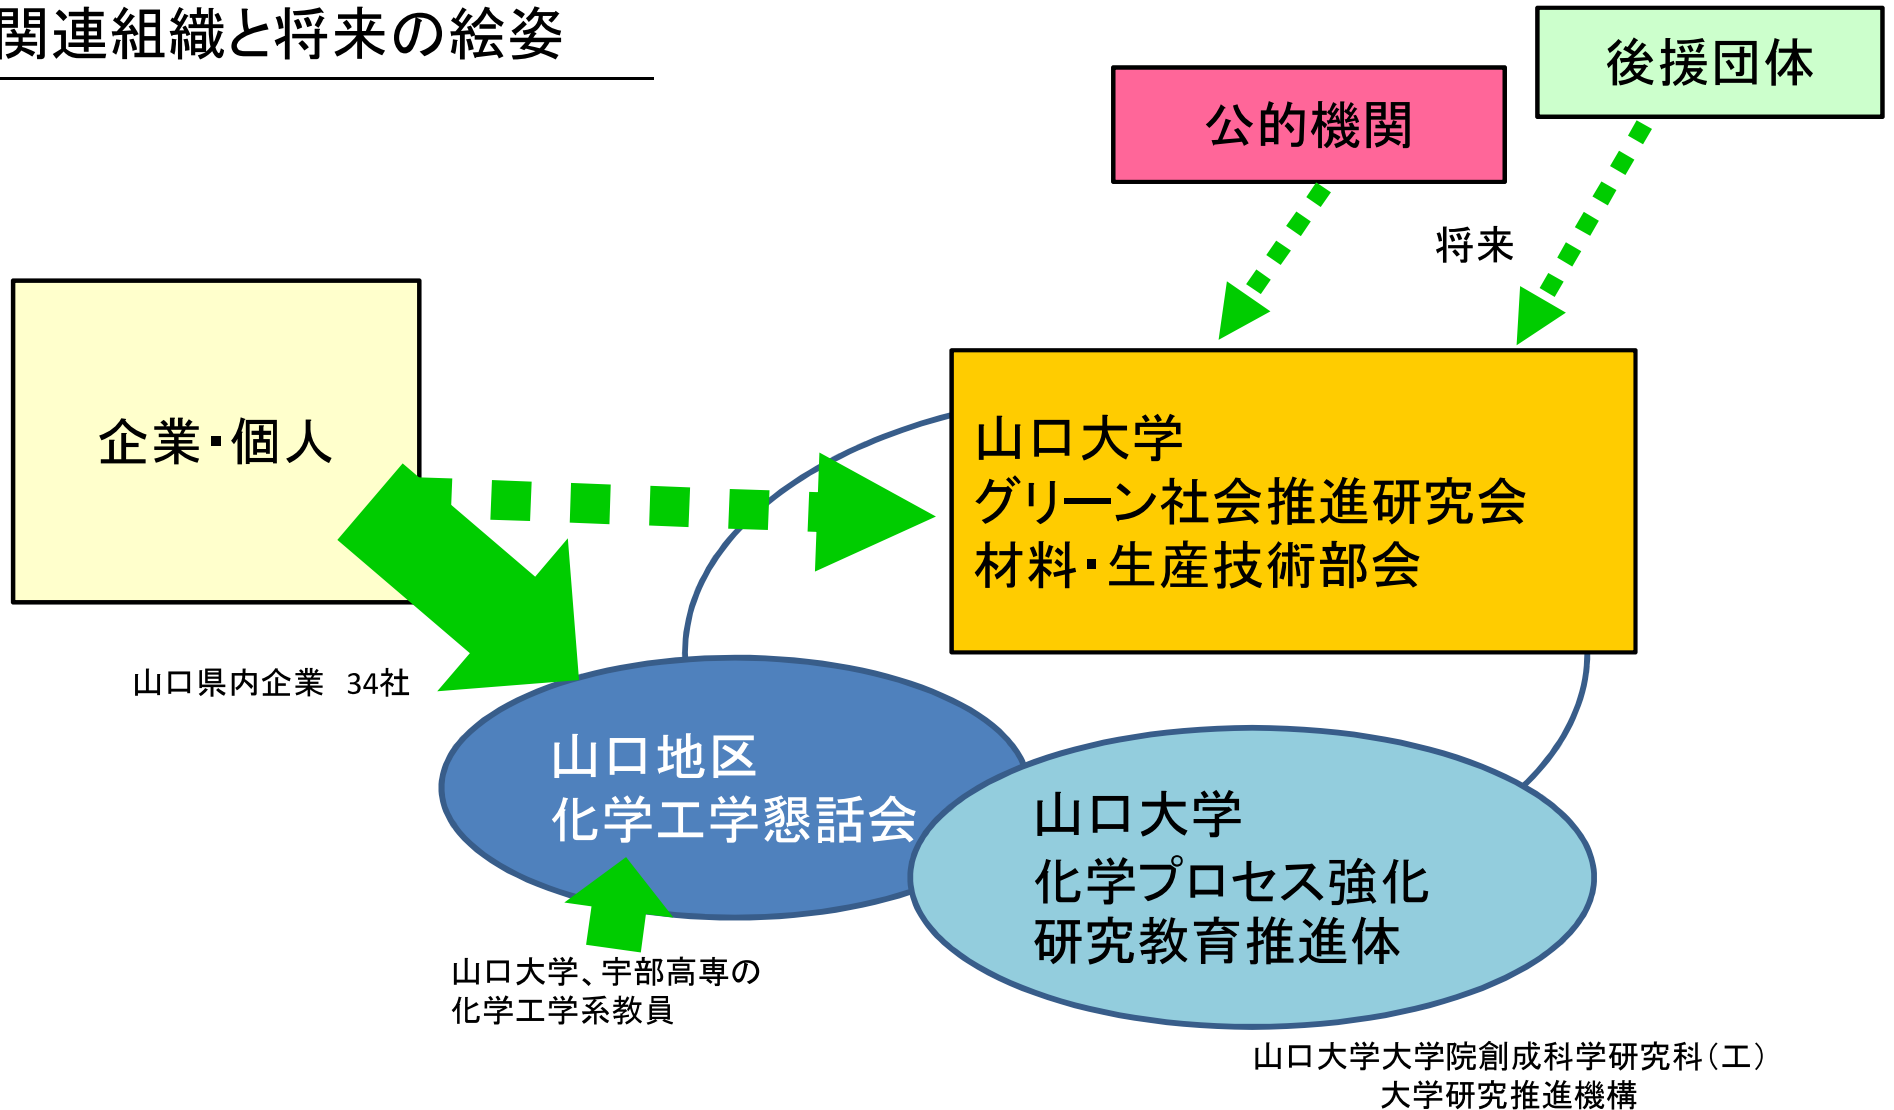 関連組織と将来の絵姿
後援団体
公的機関
将来
企業・個人
山口大学
グリーン社会推進研究会
材料・生産技術部会
山口県内企業　34社
山口地区
化学工学懇話会
山口大学
化学プロセス強化
研究教育推進体
山口大学、宇部高専の
化学工学系教員
山口大学大学院創成科学研究科（工）
大学研究推進機構